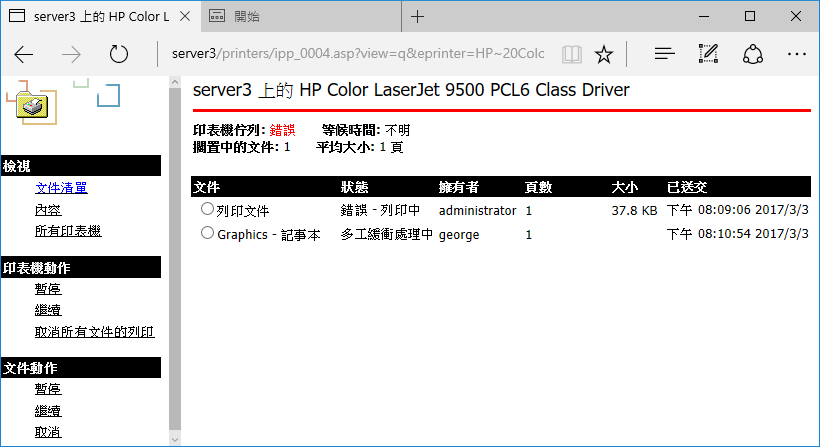 server3 上的 HP Color L
開始
server3/printers/ipp_0004.asp?view=q&eprinter=HP~20Colc
server3 上的 HP Color LaserJet 9500 PCL6 Class Driver
印表機佇列: 錯誤 等候時間: 不明
擱置中的文件: 1 平均大小: 1 頁
檢視
文件清單
內容
所有印表機
印表機動作
暫停
繼續
取消所有文件的列印
文件動作
暫停
繼續
取消
文件 狀態 擁有者 頁數 大小 已送交
列印文件 錯誤 - 列印中 administrator 1 37.8 KB 下午 08:09:06 2017/3/3
Graphics - 記事本 多工緩衝處理中 george 1 下午 08:10:54 2017/3/3